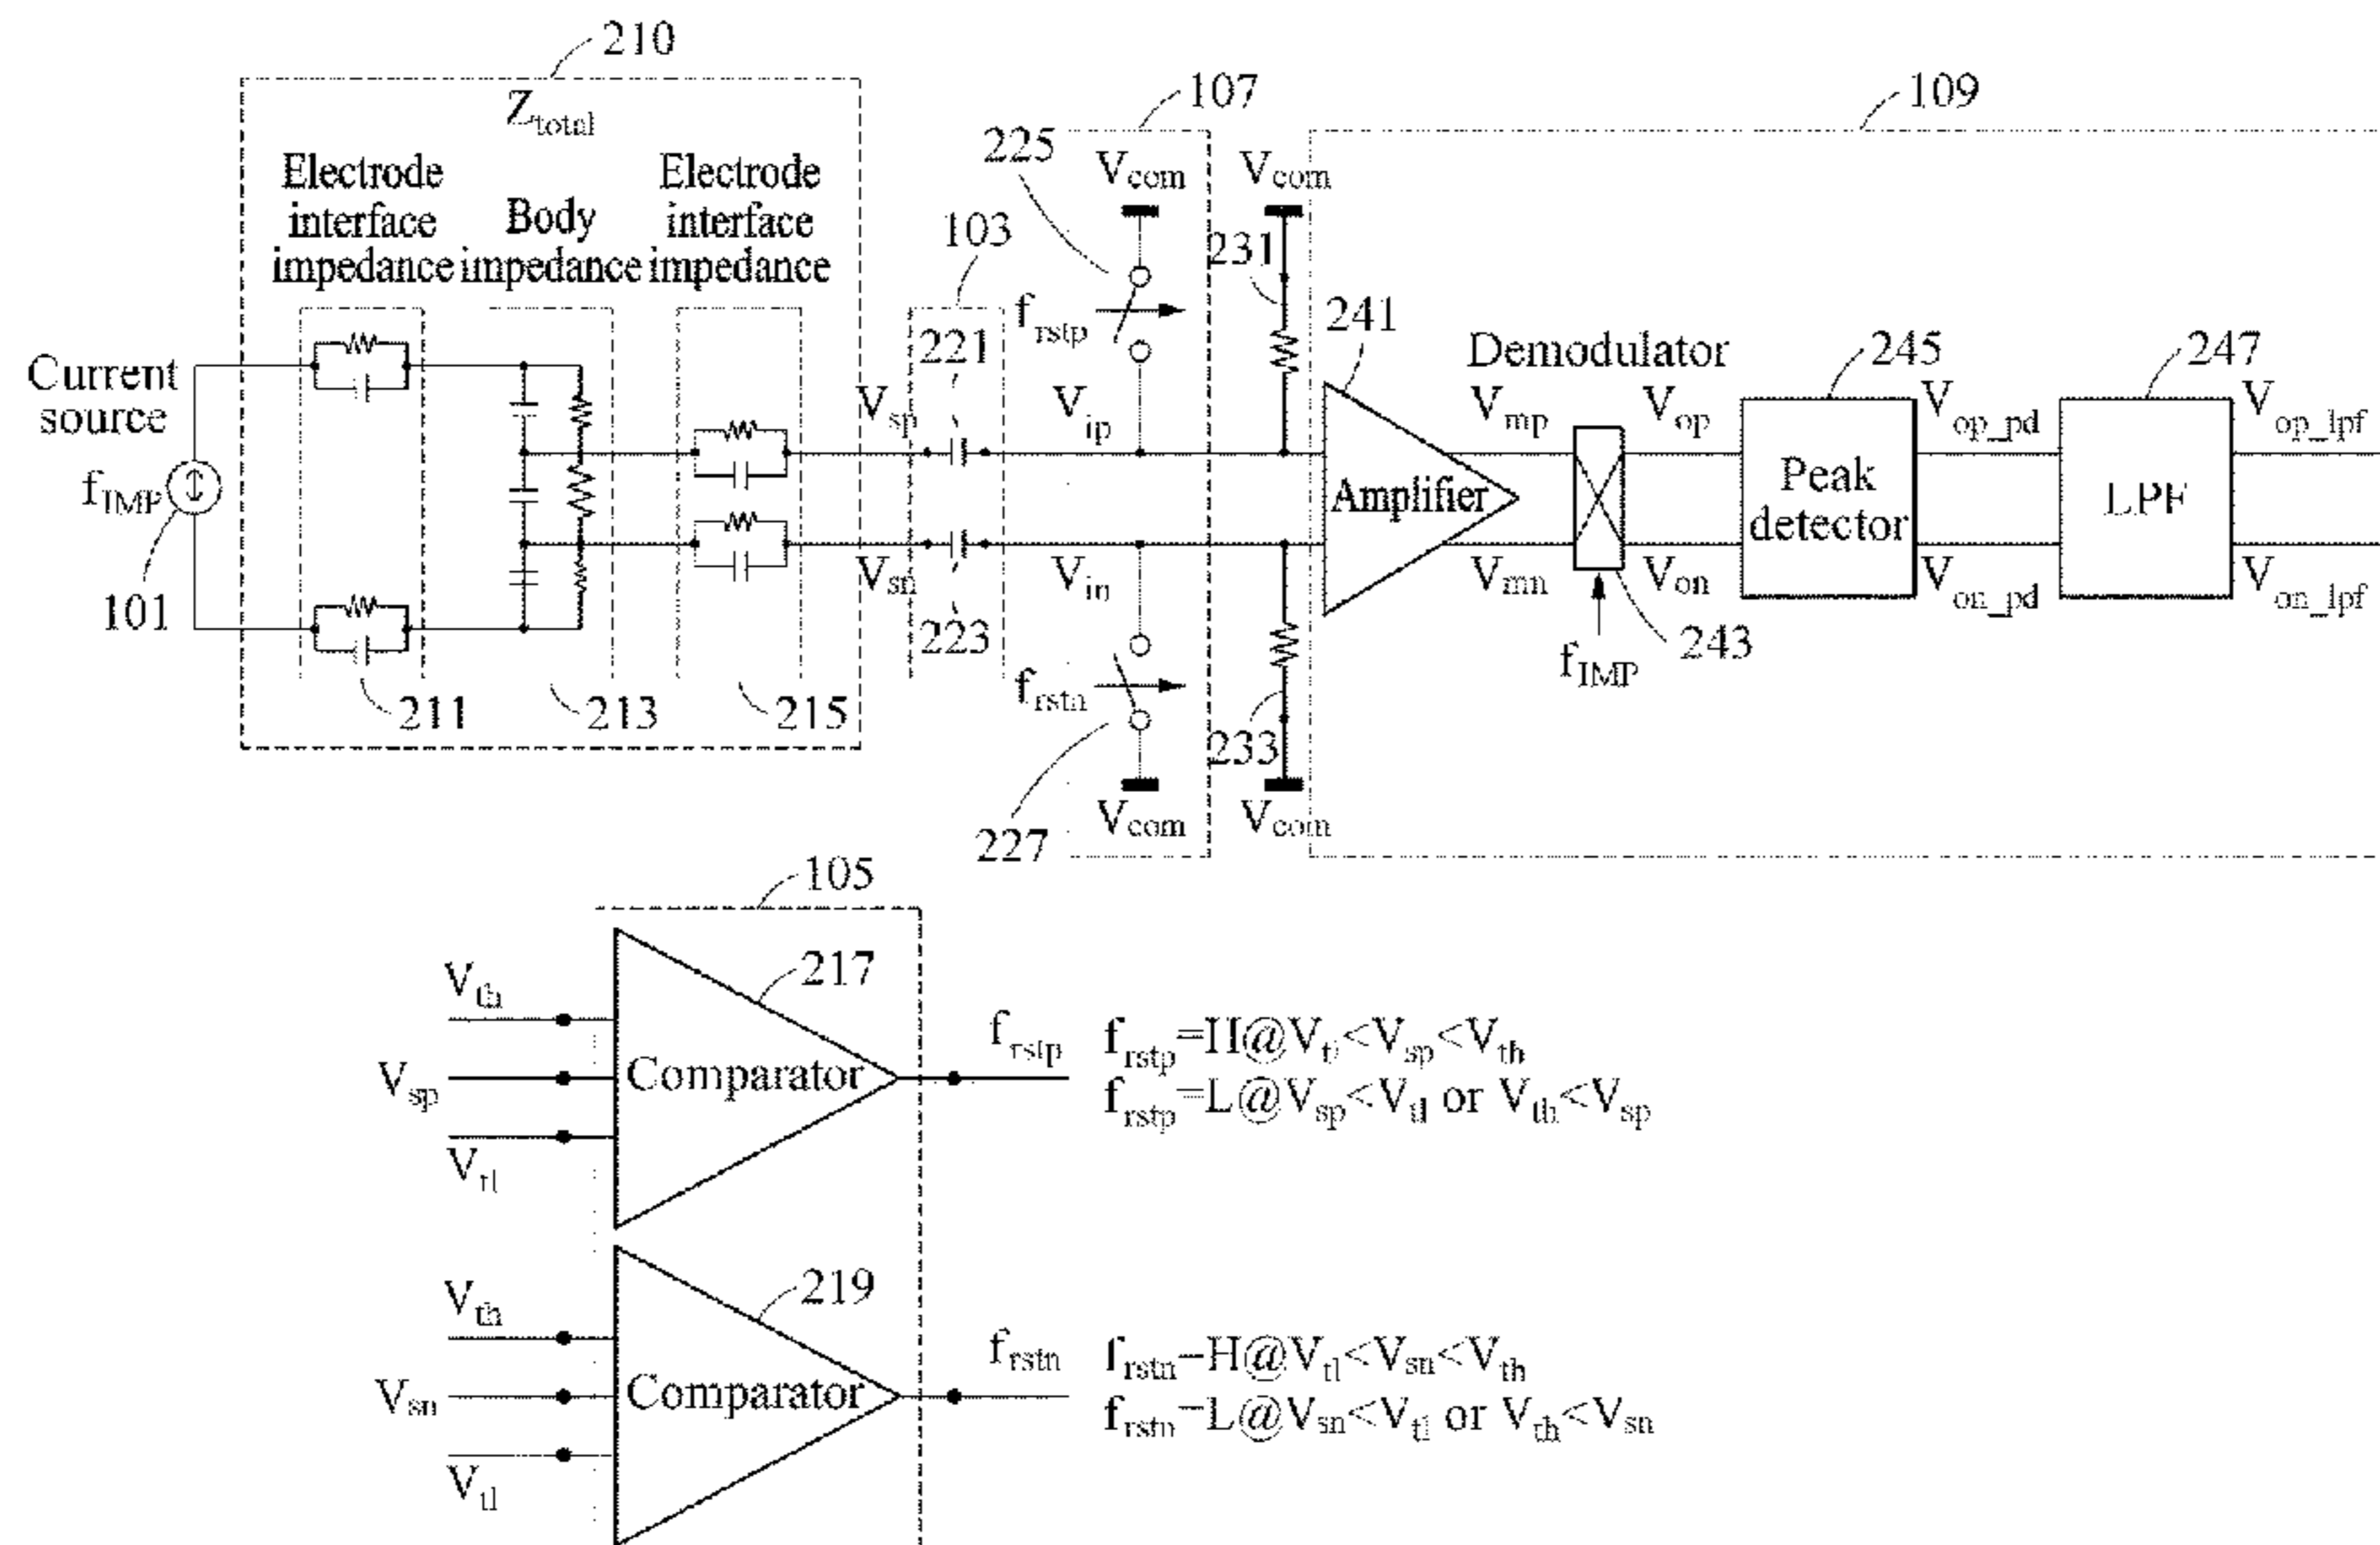 210
Z_total
107
109
225
V_com
V_com
Electrode interface impedance
Body impedance
Electrode interface impedance
103
231
f_rstp
241
221
Current source
V_sp
V_ip
Demodulator
V_mp
V_op
245
V_op_pd
247
V_op_lpf
f_IMP
Amplifier
Peak detector
LPF
101
V_sn
V_in
V_mn
V_on
V_on_pd
V_on_lpf
223
243
f_IMP
f_rstn
211
213
215
233
227
V_com
V_com
105
217
V_th
V_sp
V_tl
Comparator
f_rstp
f_rstp=H@V_tl<V_sp<V_th
f_rstp=L@V_sp<V_tl or V_th<V_sp
219
V_th
V_sn
V_tl
Comparator
f_rstn
f_rstn=H@V_tl<V_sn<V_th
f_rstn=L@V_sn<V_tl or V_th<V_sn